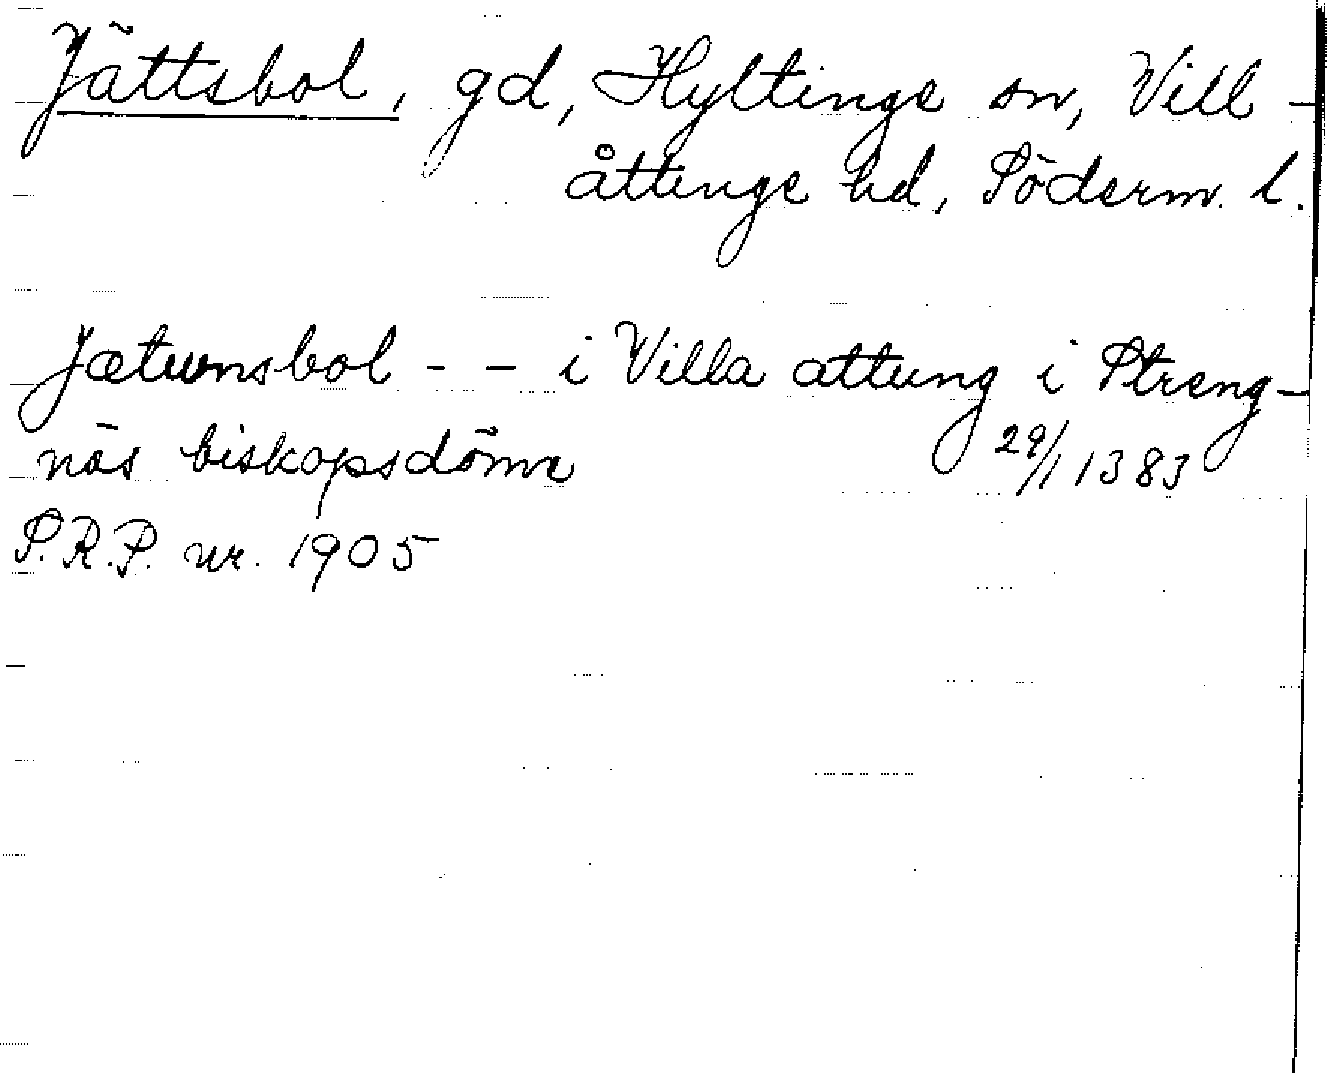 Jättsbol, gd, Hyltinge sn, Vill-
åttinge hd, Söderm. l.
Jætunsbol - - i Villa attung i Streng-
näs biskopsdöme 29/1 1383
S.R.P. nr. 1905